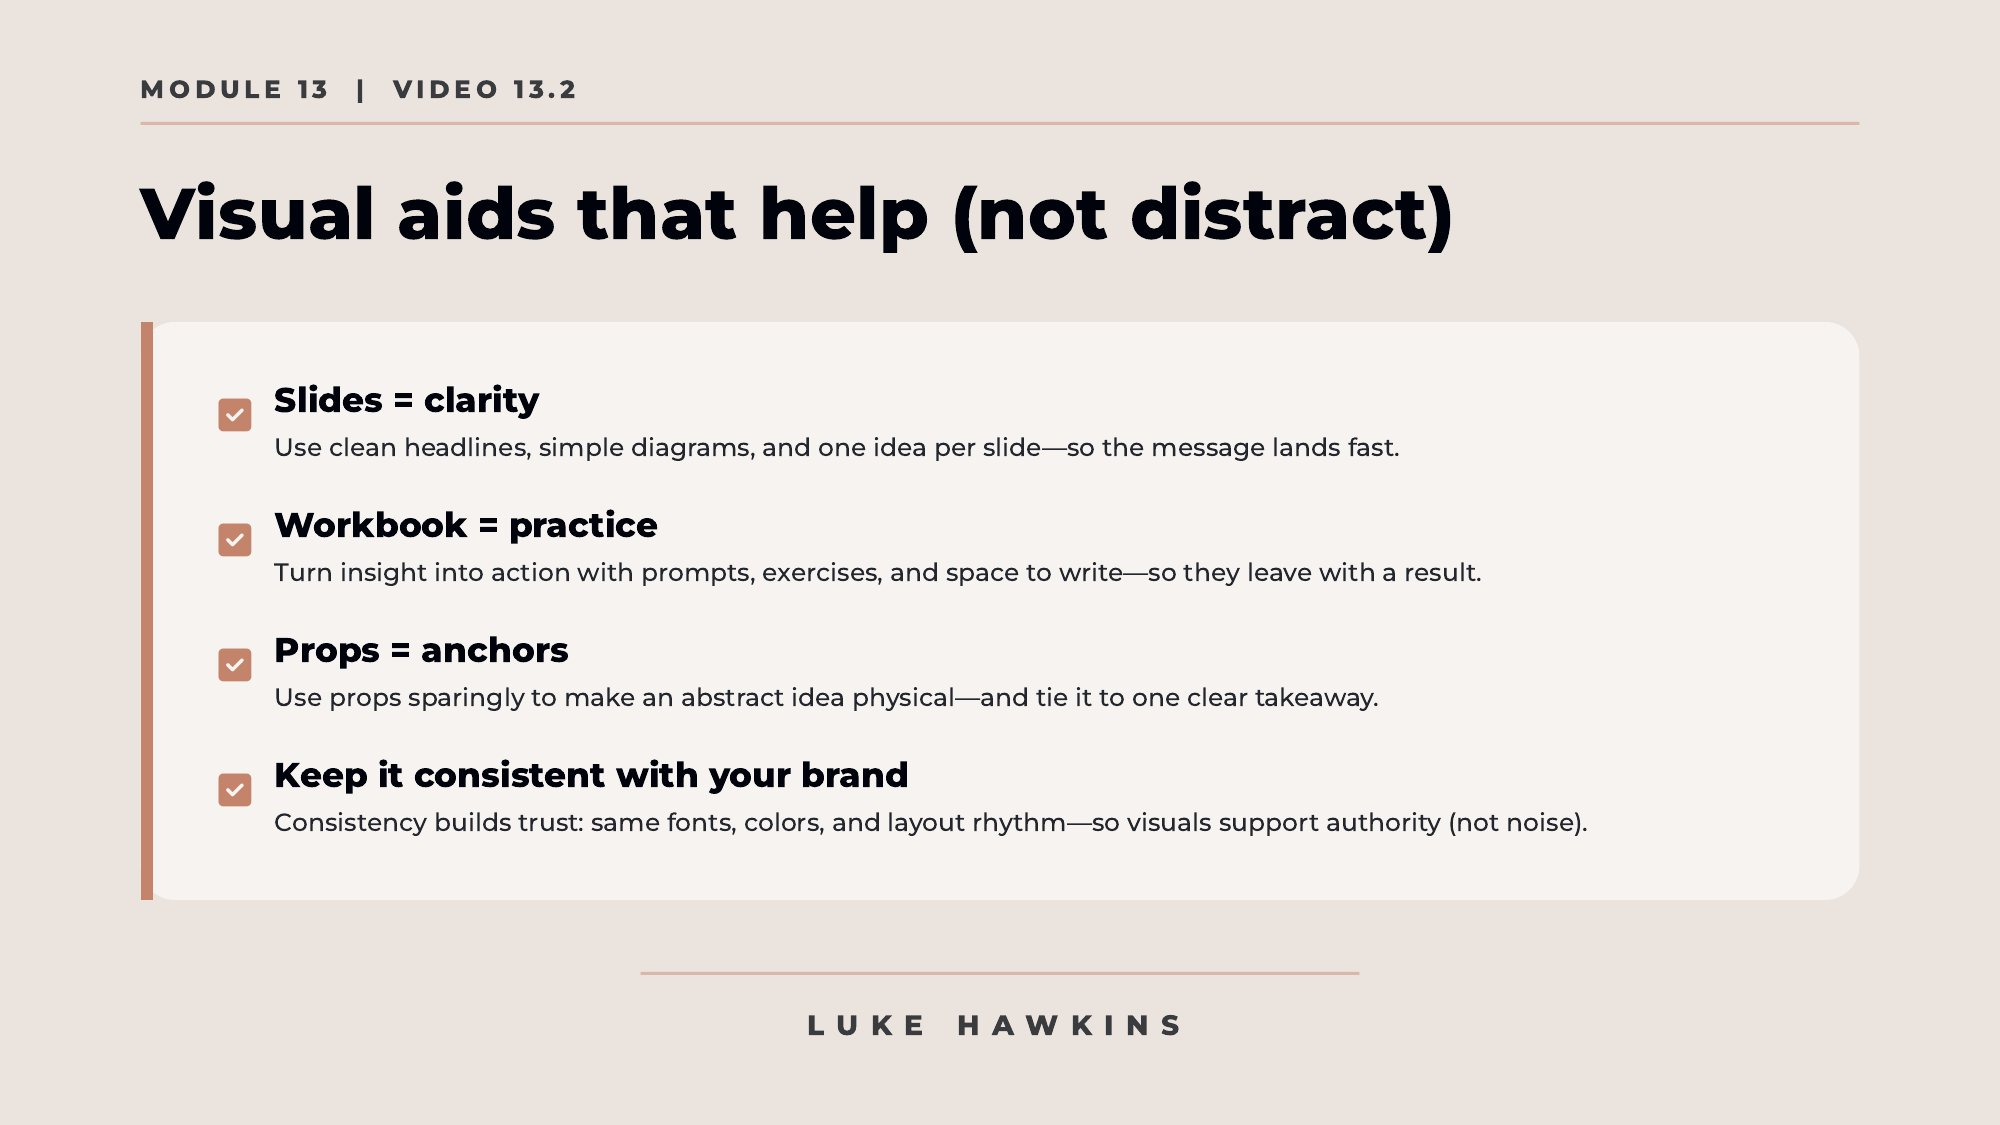 MODULE 13 | VIDEO 13.2
Visual aids that help (not distract)
Slides = clarity
Use clean headlines, simple diagrams, and one idea per slide—so the message lands fast.
Workbook = practice
Turn insight into action with prompts, exercises, and space to write—so they leave with a result.
Props = anchors
Use props sparingly to make an abstract idea physical—and tie it to one clear takeaway.
Keep it consistent with your brand
Consistency builds trust: same fonts, colors, and layout rhythm—so visuals support authority (not noise).
LUKE HAWKINS